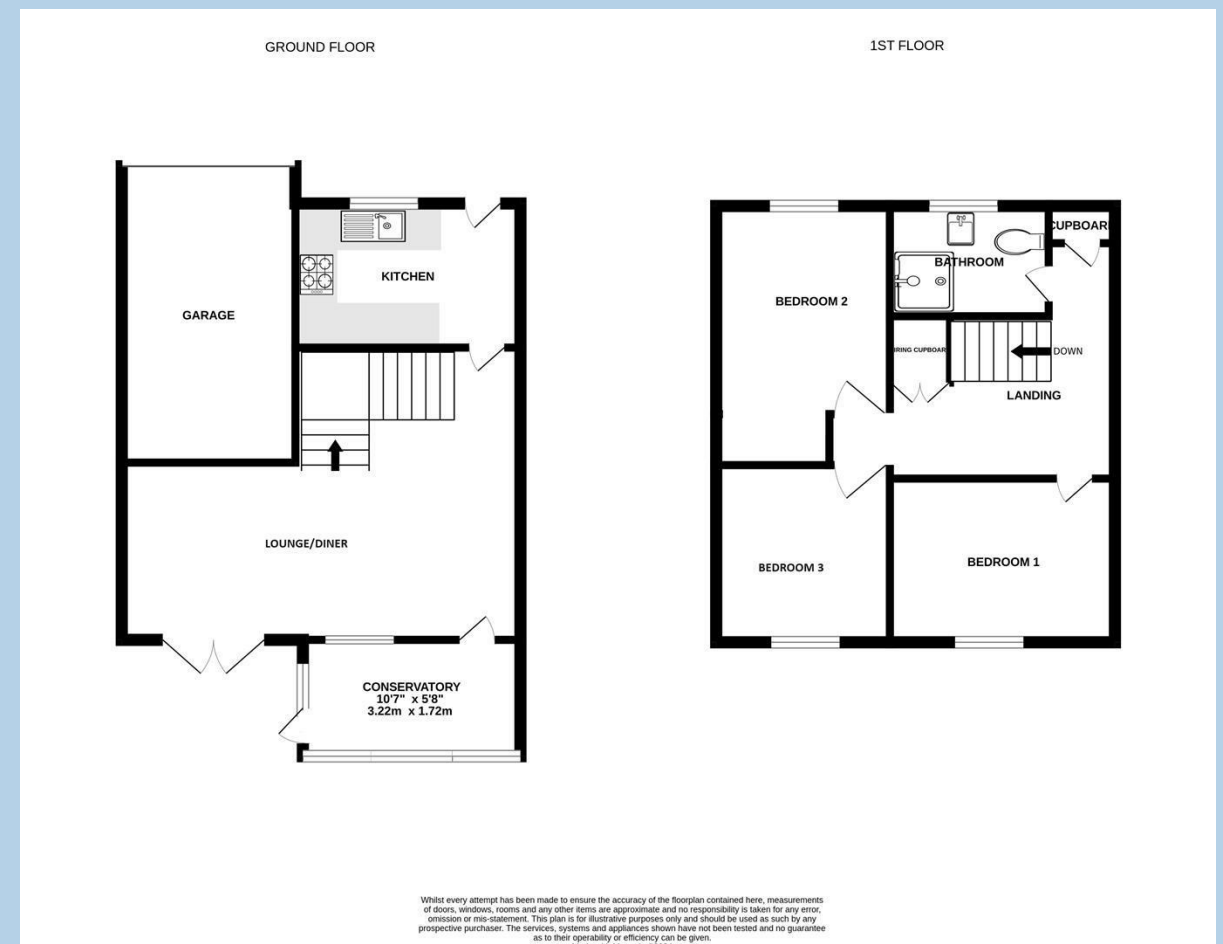 GROUND FLOOR
1ST FLOOR
GARAGE
KITCHEN
LOUNGE/DINER
CONSERVATORY
10'7" x 5'8"
3.22m x 1.72m
BEDROOM 2
BATHROOM
CUPBOARD
IRING CUPBOAR
DOWN
LANDING
BEDROOM 3
BEDROOM 1
Whilst every attempt has been made to ensure the accuracy of the floorplan contained here, measurements
of doors, windows, rooms and any other items are approximate and no responsibility is taken for any error,
omission or mis-statement. This plan is for illustrative purposes only and should be used as such by any
prospective purchaser. The services, systems and appliances shown have not been tested and no guarantee
as to their operability or efficiency can be given.